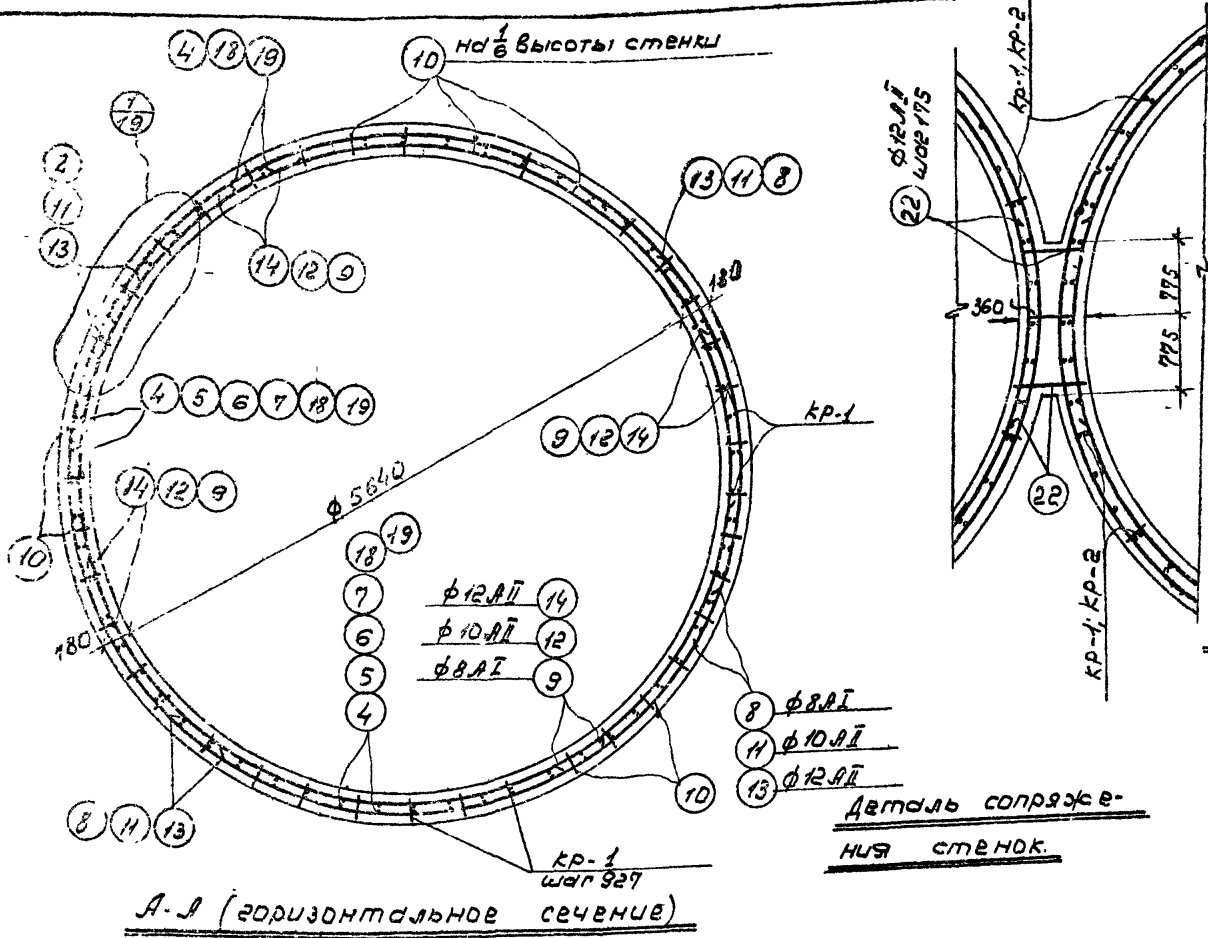 4 18 19
10 на 1/6 высоты стенки
1/19
2
11
13
14 12 9
13 11 8
180
4 5 6 7 18 19
9 12 14
кр-1
14 12 9
ф 5640
10
180
18 19
7
6
5
4
ф12АII 14
ф10АII 12
ф8АI 9
8 ф8АI
11 ф10АII
13 ф12АII
10
8 11 13
кр-1
шаг 927
А-А (горизонтальное сечение)
кр-1, кр-2
ф12АII
шаг 175
22
360
775
775
22
кр-1; кр-2
Деталь сопряже-
ния стенок.